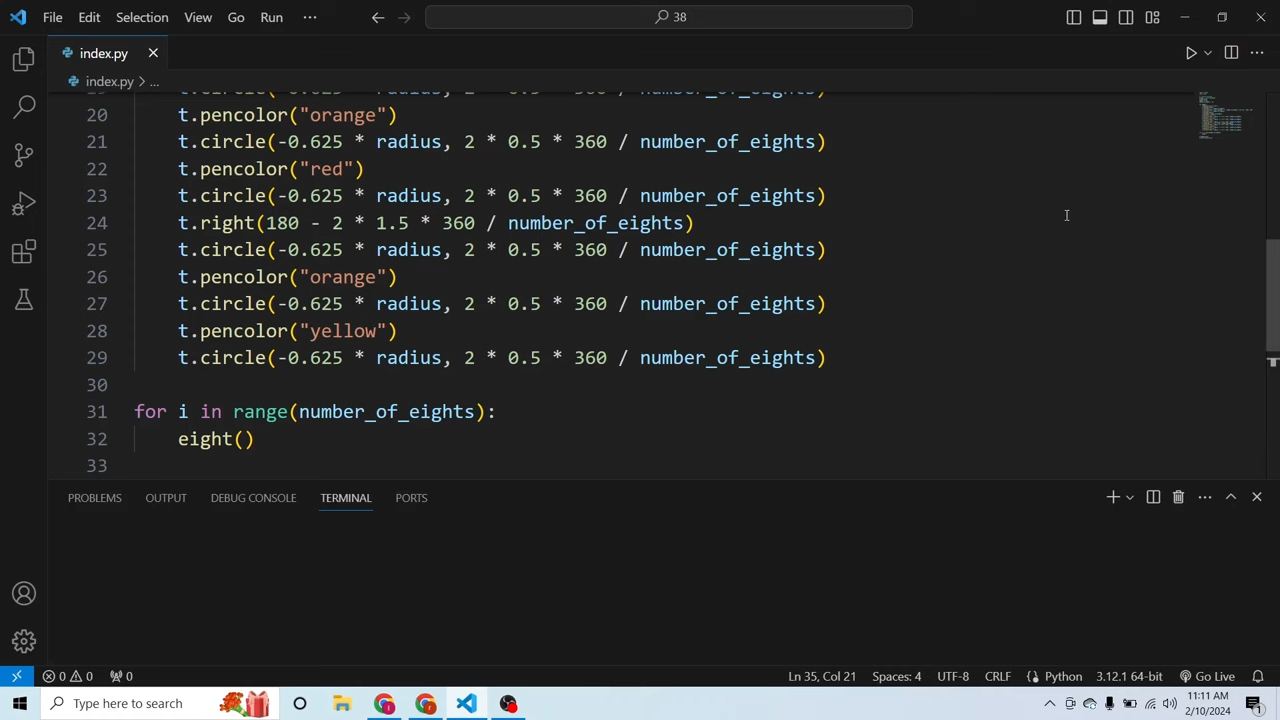 File Edit Selection View Go Run ··· 38
index.py
index.py > ...
20 t.pencolor("orange")
21 t.circle(-0.625 * radius, 2 * 0.5 * 360 / number_of_eights)
22 t.pencolor("red")
23 t.circle(-0.625 * radius, 2 * 0.5 * 360 / number_of_eights)
24 t.right(180 - 2 * 1.5 * 360 / number_of_eights)
25 t.circle(-0.625 * radius, 2 * 0.5 * 360 / number_of_eights)
26 t.pencolor("orange")
27 t.circle(-0.625 * radius, 2 * 0.5 * 360 / number_of_eights)
28 t.pencolor("yellow")
29 t.circle(-0.625 * radius, 2 * 0.5 * 360 / number_of_eights)
30
31 for i in range(number_of_eights):
32 eight()
33
PROBLEMS OUTPUT DEBUG CONSOLE TERMINAL PORTS
0 0 0 Ln 35, Col 21 Spaces: 4 UTF-8 CRLF Python 3.12.1 64-bit Go Live
Type here to search
11:11 AM
2/10/2024
1